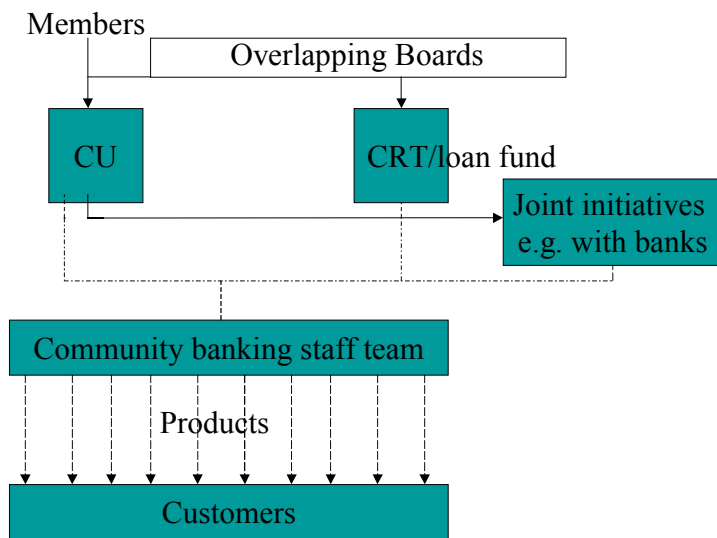 Members
Overlapping Boards
CU
CRT/loan fund
Joint initiatives
e.g. with banks
Community banking staff team
Products
Customers